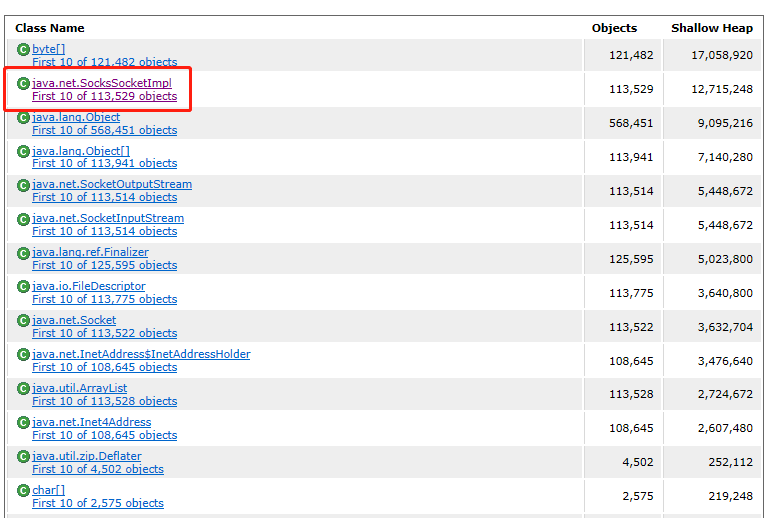 Class Name Objects Shallow Heap
byte[]
First 10 of 121,482 objects 121,482 17,058,920
java.net.SocksSocketImpl
First 10 of 113,529 objects 113,529 12,715,248
java.lang.Object
First 10 of 568,451 objects 568,451 9,095,216
java.lang.Object[]
First 10 of 113,941 objects 113,941 7,140,280
java.net.SocketOutputStream
First 10 of 113,514 objects 113,514 5,448,672
java.net.SocketInputStream
First 10 of 113,514 objects 113,514 5,448,672
java.lang.ref.Finalizer
First 10 of 125,595 objects 125,595 5,023,800
java.io.FileDescriptor
First 10 of 113,775 objects 113,775 3,640,800
java.net.Socket
First 10 of 113,522 objects 113,522 3,632,704
java.net.InetAddress$InetAddressHolder
First 10 of 108,645 objects 108,645 3,476,640
java.util.ArrayList
First 10 of 113,528 objects 113,528 2,724,672
java.net.Inet4Address
First 10 of 108,645 objects 108,645 2,607,480
java.util.zip.Deflater
First 10 of 4,502 objects 4,502 252,112
char[]
First 10 of 2,575 objects 2,575 219,248